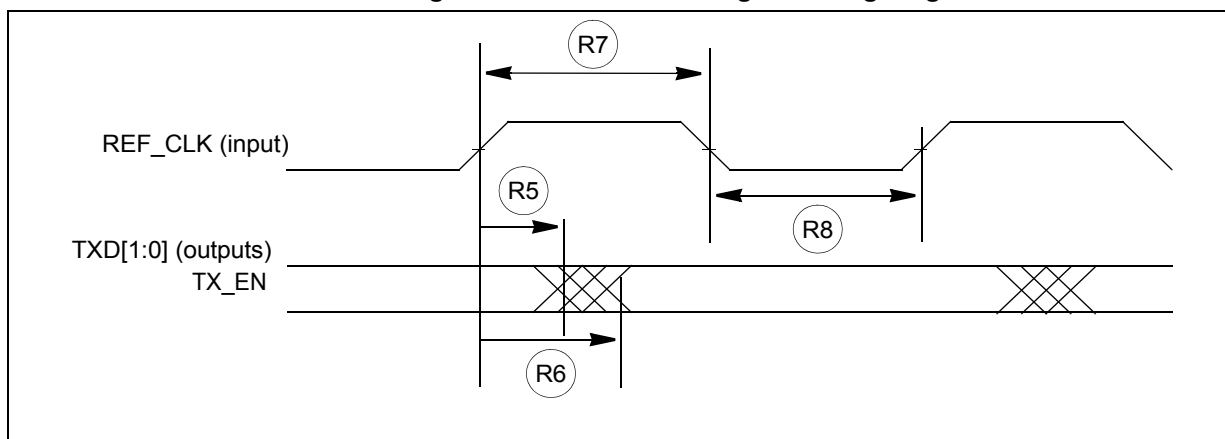 R7
REF_CLK (input)
R5
R8
TXD[1:0] (outputs)
TX_EN
R6